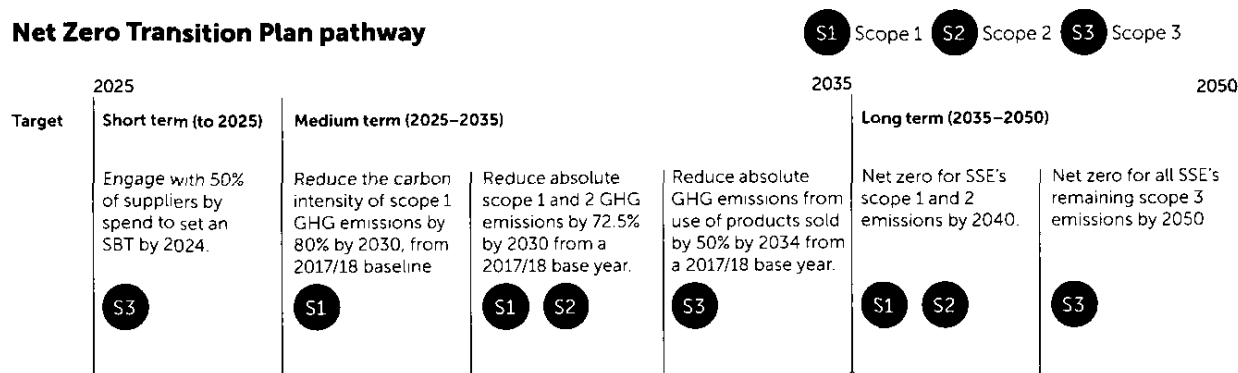 Net Zero Transition Plan pathway
S1 Scope 1 S2 Scope 2 S3 Scope 3
2025
2035
2050
Target
Short term (to 2025)
Medium term (2025–2035)
Long term (2035–2050)
Engage with 50%
of suppliers by
spend to set an
SBT by 2024.
S3
Reduce the carbon
intensity of scope 1
GHG emissions by
80% by 2030, from
2017/18 baseline
S1
Reduce absolute
scope 1 and 2 GHG
emissions by 72.5%
by 2030 from a
2017/18 base year.
S1 S2
Reduce absolute
GHG emissions from
use of products sold
by 50% by 2034 from
a 2017/18 base year.
S3
Net zero for SSE's
scope 1 and 2
emissions by 2040.
S1 S2
Net zero for all SSE's
remaining scope 3
emissions by 2050
S3